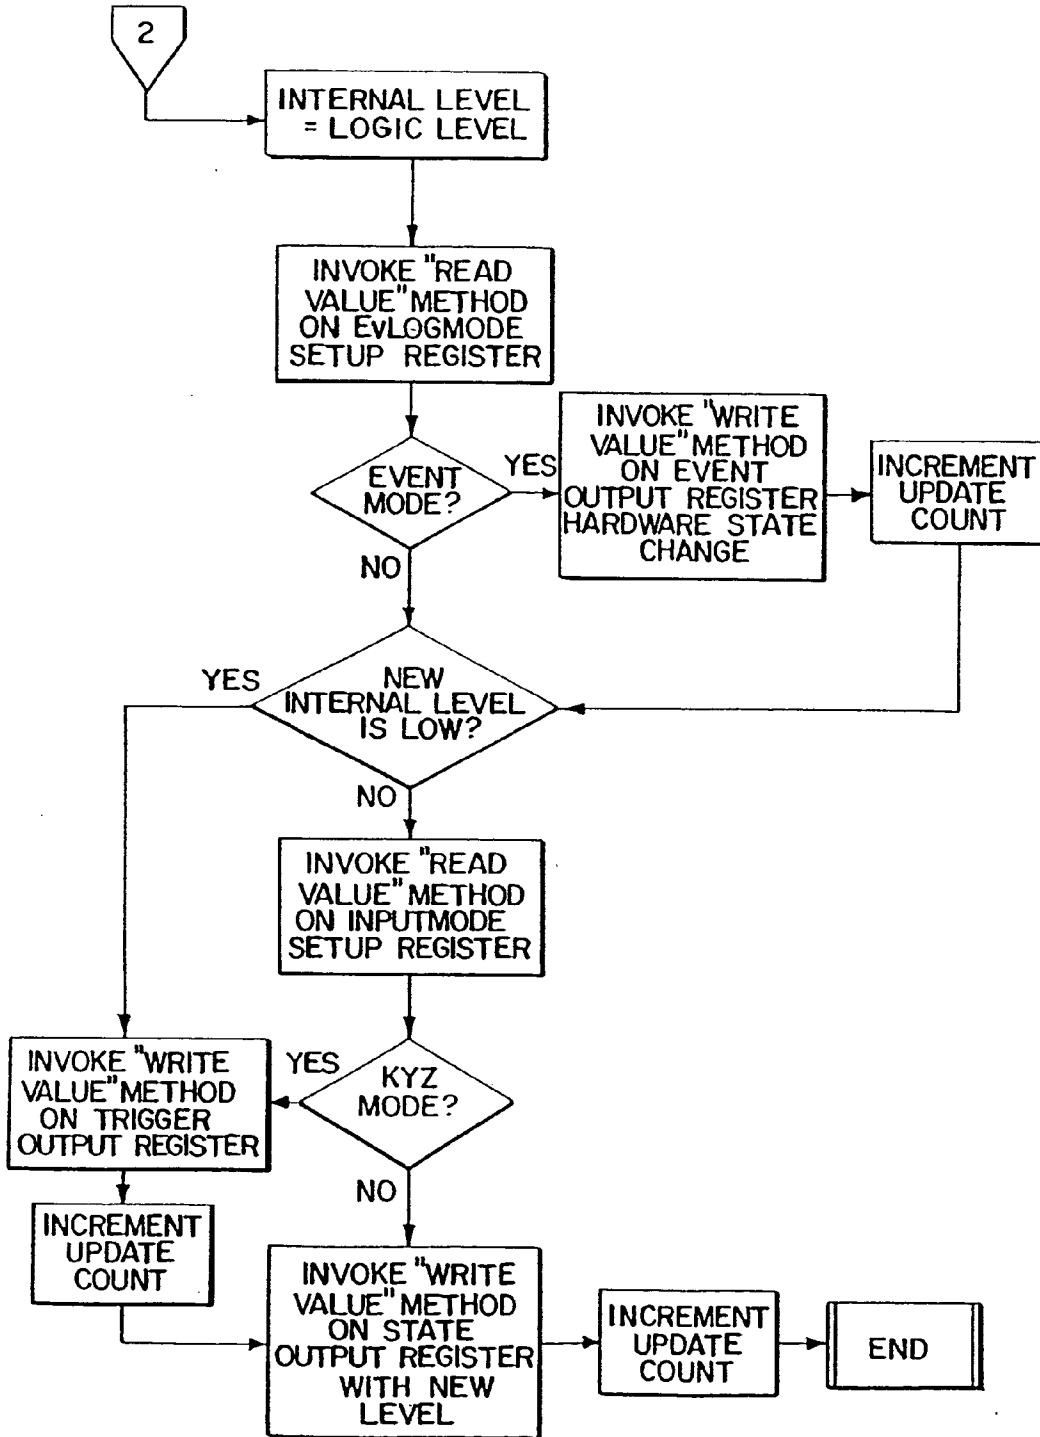 2
INTERNAL LEVEL
= LOGIC LEVEL
INVOKE "READ
VALUE" METHOD
ON EvLOGMODE
SETUP REGISTER
EVENT
MODE?
YES
NO
INVOKE "WRITE
VALUE" METHOD
ON EVENT
OUTPUT REGISTER
HARDWARE STATE
CHANGE
INCREMENT
UPDATE
COUNT
NEW
INTERNAL LEVEL
IS LOW?
YES
NO
INVOKE "READ
VALUE" METHOD
ON INPUTMODE
SETUP REGISTER
KYZ
MODE?
YES
NO
INVOKE "WRITE
VALUE" METHOD
ON TRIGGER
OUTPUT REGISTER
INCREMENT
UPDATE
COUNT
INVOKE "WRITE
VALUE" METHOD
ON STATE
OUTPUT REGISTER
WITH NEW
LEVEL
INCREMENT
UPDATE
COUNT
END